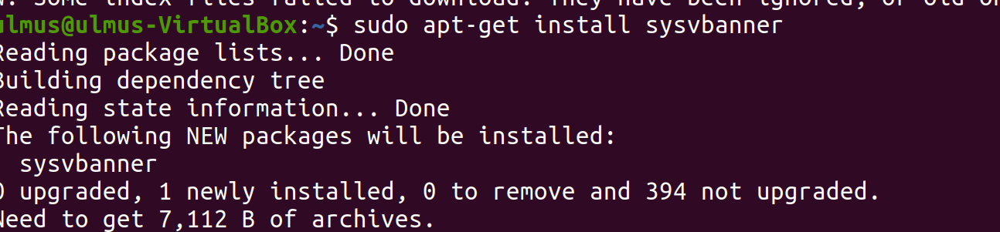 Some index files failed to download. They have been ignored, or old
ulmus@ulmus-VirtualBox:~$ sudo apt-get install sysvbanner
Reading package lists... Done
Building dependency tree
Reading state information... Done
The following NEW packages will be installed:
sysvbanner
0 upgraded, 1 newly installed, 0 to remove and 394 not upgraded.
Need to get 7,112 B of archives.